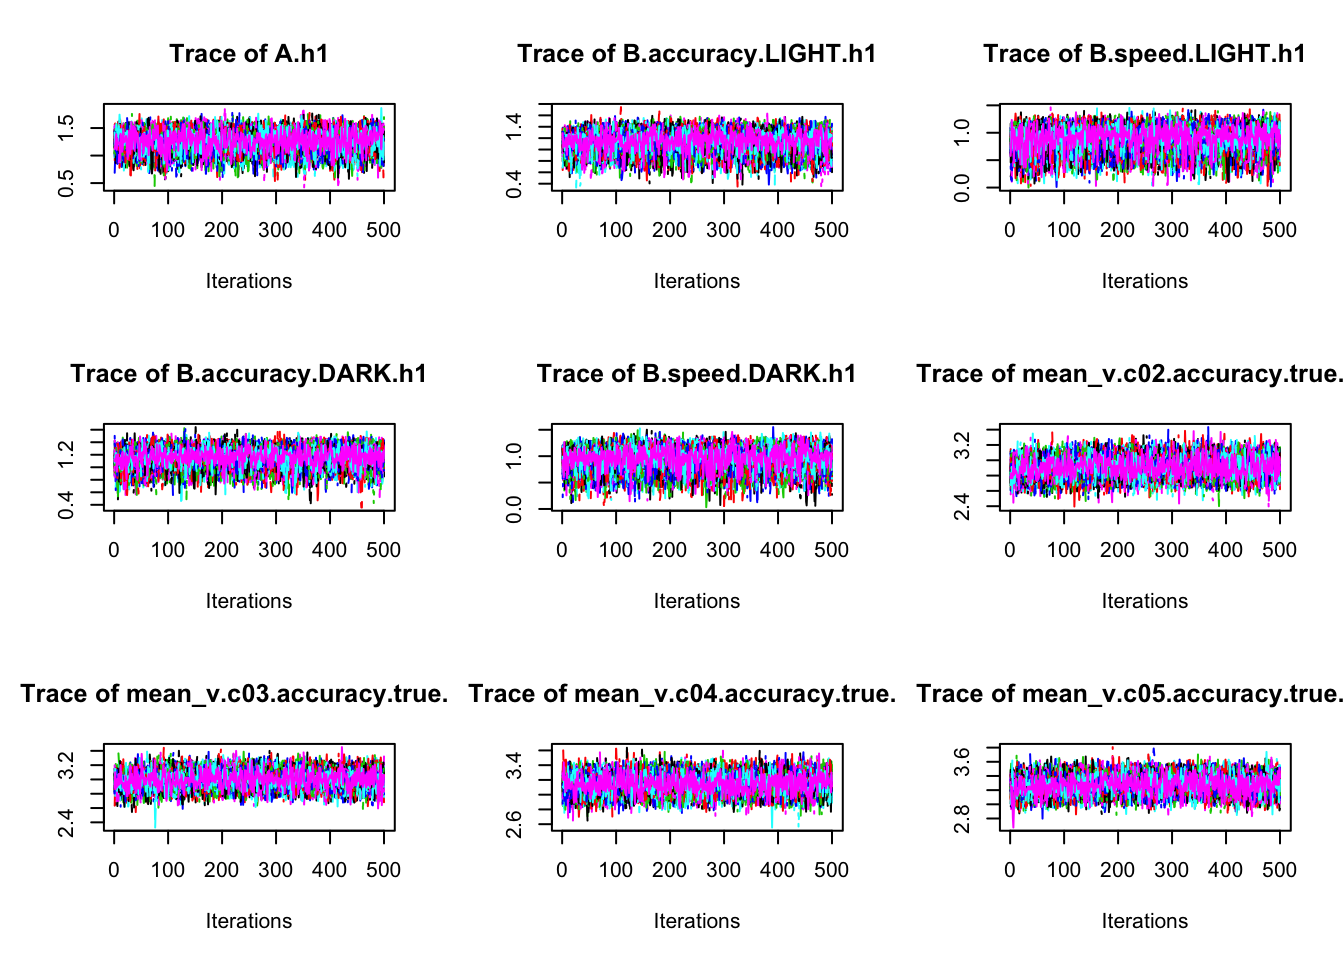 Trace of A.h1
Trace of B.accuracy.LIGHT.h1
Trace of B.speed.LIGHT.h1
1.5
0.5
0 100 200 300 400 500
Iterations
1.4
0.4
0 100 200 300 400 500
Iterations
1.0
0.0
0 100 200 300 400 500
Iterations
Trace of B.accuracy.DARK.h1
Trace of B.speed.DARK.h1
Trace of mean_v.c02.accuracy.true.
1.2
0.4
0 100 200 300 400 500
Iterations
1.0
0.0
0 100 200 300 400 500
Iterations
3.2
2.4
0 100 200 300 400 500
Iterations
Trace of mean_v.c03.accuracy.true.
Trace of mean_v.c04.accuracy.true.
Trace of mean_v.c05.accuracy.true.
3.2
2.4
0 100 200 300 400 500
Iterations
3.4
2.6
0 100 200 300 400 500
Iterations
3.6
2.8
0 100 200 300 400 500
Iterations